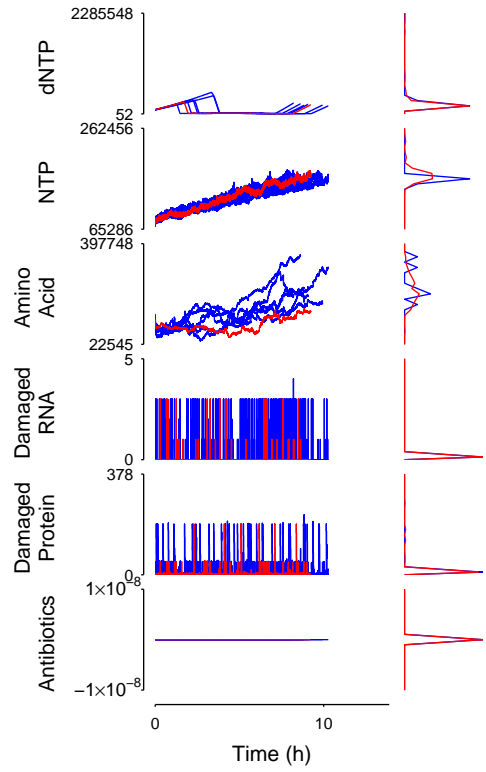 2285548
dNTP
52
262456
NTP
65286
397748
Amino
Acid
22545
5
Damaged
RNA
0
378
Damaged
Protein
0
1×10⁻⁸
Antibiotics
−1×10⁻⁸
0 10
Time (h)